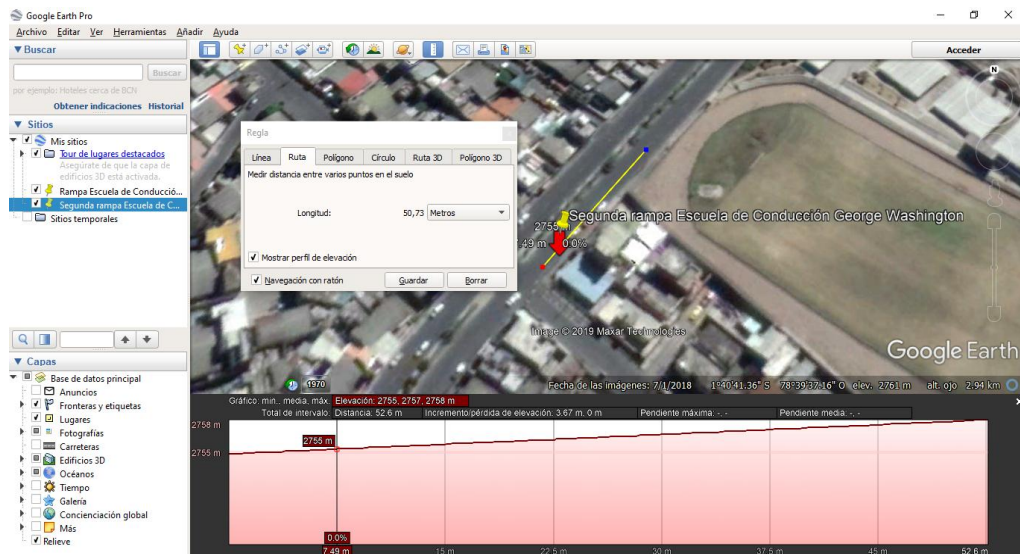 Google Earth Pro
Archivo Editar Ver Herramientas Añadir Ayuda
Buscar
Acceder
Buscar
por ejemplo: Hoteles cerca de BCN
Obtener indicaciones Historial
Sitios
Mis sitios
Tour de lugares destacados
Asegúrate de que la capa de
edificios 3D está activada.
Rampa Escuela de Conducció...
Segunda rampa Escuela de C...
Sitios temporales
Capas
Base de datos principal
Anuncios
Fronteras y etiquetas
Lugares
Fotografías
Carreteras
Edificios 3D
Océanos
Tiempo
Galería
Concienciación global
Más
Relieve
Regla
Línea Ruta Polígono Círculo Ruta 3D Polígono 3D
Medir distancia entre varios puntos en el suelo
Longitud: 50,73 Metros
Mostrar perfil de elevación
Navegación con ratón Guardar Borrar
N
Segunda rampa Escuela de Conducción George Washington
2755 m
7.49 m 0.0%
Image © 2019 Maxar Technologies
Google Earth
1970
Fecha de las imágenes: 7/1/2018 1°40'41.36" S 78°39'37.16" O elev. 2761 m alt. ojo 2.94 km
Gráfico: mín., media, máx. Elevación: 2755, 2757, 2758 m
Total de intervalo: Distancia: 52.6 m Incremento/pérdida de elevación: 3.67 m, 0 m Pendiente máxima: -, - Pendiente media: -, -
2758 m
2755 m
2755 m
0.0%
7.49 m 15 m 22.5 m 30 m 37.5 m 45 m 52.6 m